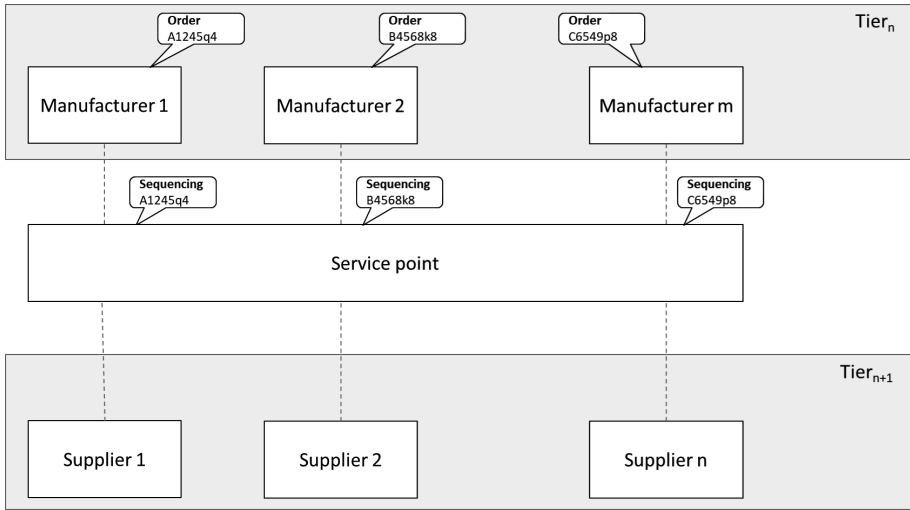 Order
A1245q4
Order
B4568k8
Order
C6549p8
Tiern
Manufacturer 1
Manufacturer 2
Manufacturer m
Sequencing
A1245q4
Sequencing
B4568k8
Sequencing
C6549p8
Service point
Tiern+1
Supplier 1
Supplier 2
Supplier n